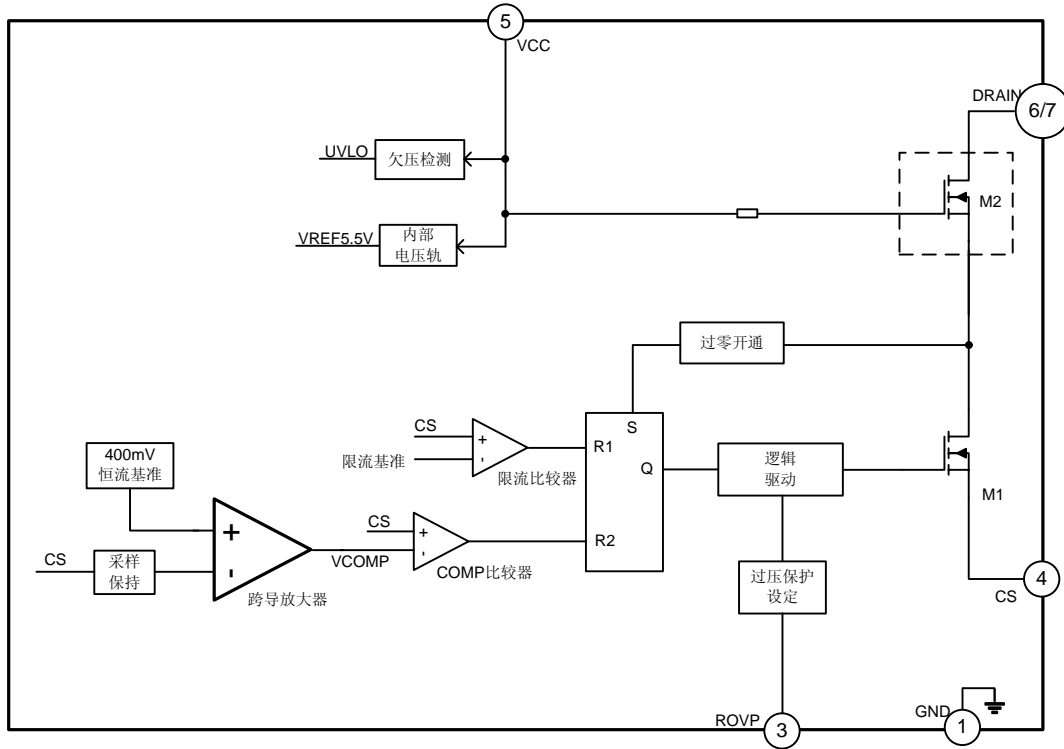 5
VCC
DRAIN
6/7
UVLO
欠压检测
M2
VREF5.5V
内部
电压轨
过零开通
CS
+
-
限流基准
限流比较器
S
R1
Q
R2
逻辑
驱动
M1
400mV
恒流基准
+
-
CS
采样
保持
跨导放大器
VCOMP
CS
+
-
COMP比较器
过压保护
设定
4
CS
ROVP
3
GND
1